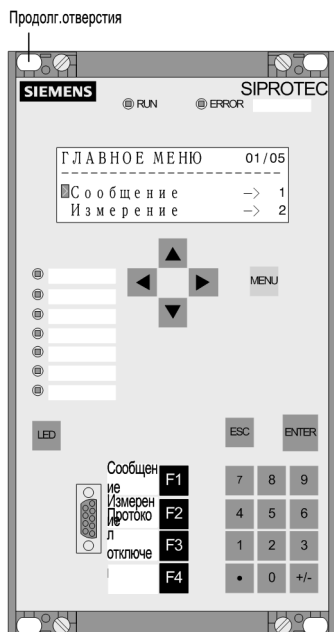 Продолг.отверстия
SIEMENS
SIPROTEC
RUN
ERROR
ГЛАВНОЕ МЕНЮ 01/05
Сообщение –> 1
Измерение –> 2
MENU
LED
ESC
ENTER
Сообщен
ие
F1
7 8 9
Измерен
ие
Протоко
F2
4 5 6
л
F3
1 2 3
отключе
F4
• 0 +/-